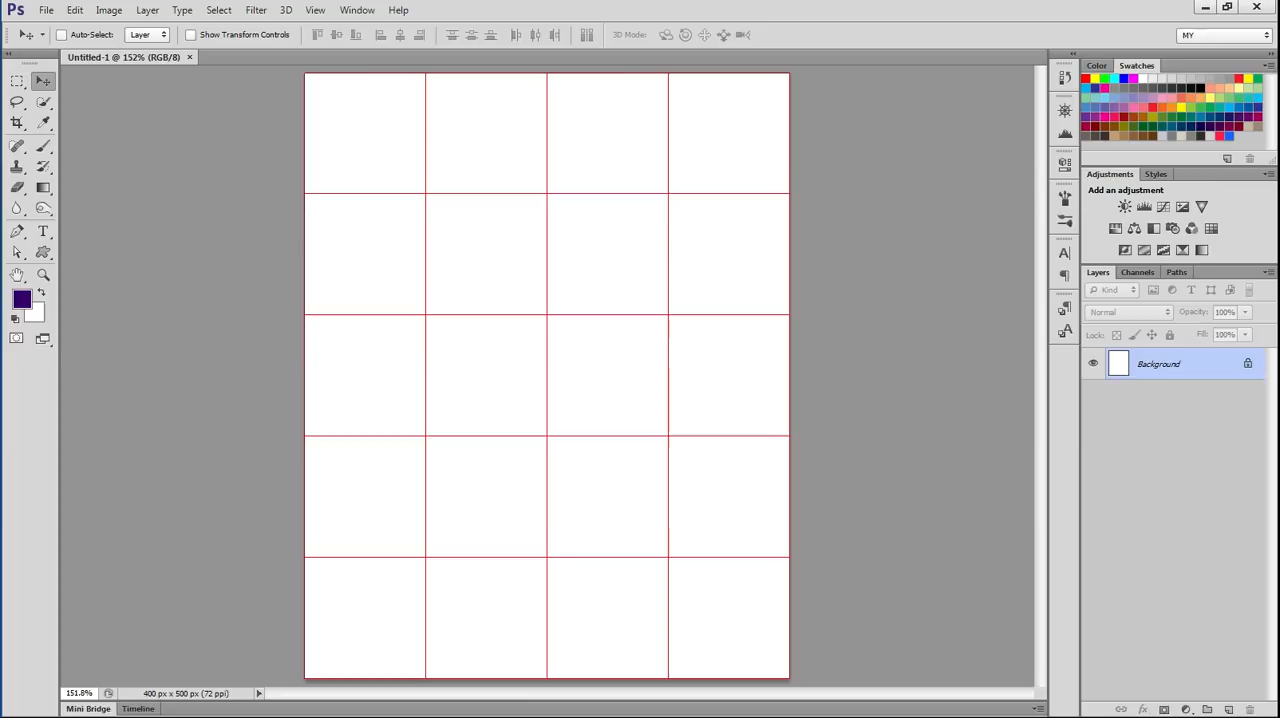 Ps File Edit Image Layer Type Select Filter 3D View Window Help
Auto-Select: Layer Show Transform Controls 3D Mode: MY
Untitled-1 @ 152% (RGB/8) ×
Color Swatches
Adjustments Styles
Add an adjustment
Layers Channels Paths
Kind
Normal Opacity: 100%
Lock: Fill: 100%
Background
151.8% 400 px x 500 px (72 ppi)
Mini Bridge Timeline